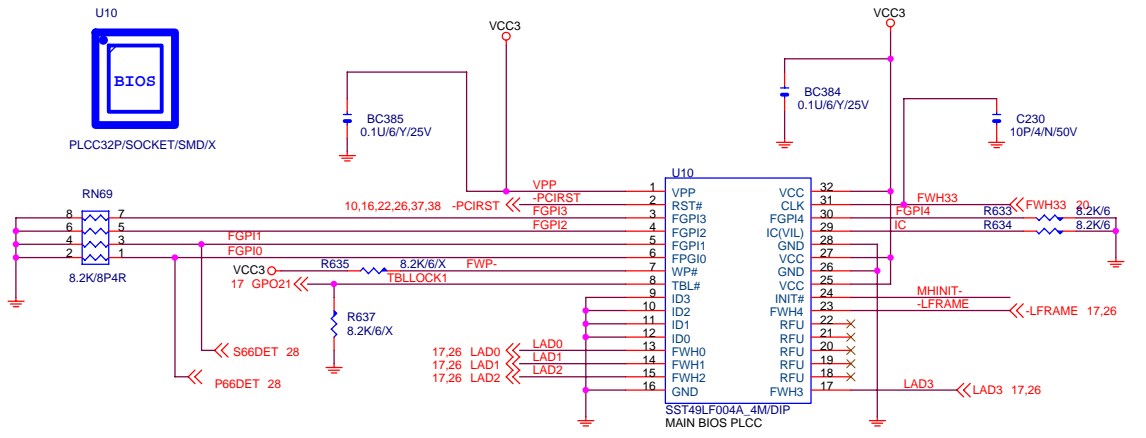 U10
BIOS
PLCC32P/SOCKET/SMD/X
VCC3
VCC3
BC385
0.1U/6/Y/25V
BC384
0.1U/6/Y/25V
C230
10P/4/N/50V
RN69
8 7
6 5
4 3
2 1
8.2K/8P4R
10,16,22,26,37,38 -PCIRST
VPP
-PCIRST
FGPI3
FGPI2
FGPI1
FGPI0
VCC3
R635
8.2K/6/X
FWP-
17 GPO21
TBLLOCK1
R637
8.2K/6/X
S66DET 28
P66DET 28
17,26 LAD0
LAD0
17,26 LAD1
LAD1
17,26 LAD2
LAD2
U10
1 VPP VCC 32
2 RST# CLK 31
3 FGPI3 FGPI4 30
4 FGPI2 IC(VIL) 29
5 FGPI1 GND 28
6 FPGI0 VCC 27
7 WP# GND 26
8 TBL# VCC 25
9 ID3 INIT# 24
10 ID2 FWH4 23
11 ID1 RFU 22
12 ID0 RFU 21
13 FWH0 RFU 20
14 FWH1 RFU 19
15 FWH2 RFU 18
16 GND FWH3 17
SST49LF004A_4M/DIP
MAIN BIOS PLCC
FWH33
FWH33 20
FGPI4
R633
8.2K/6
IC
R634
8.2K/6
MHINIT-
-LFRAME
-LFRAME 17,26
LAD3
LAD3 17,26